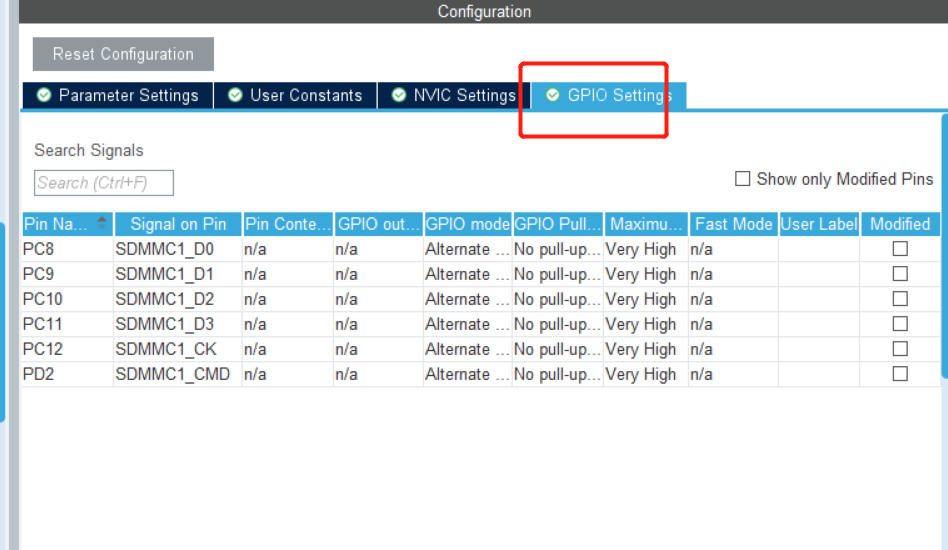 Configuration
Reset Configuration
Parameter Settings User Constants NVIC Settings GPIO Settings
Search Signals
Search (Ctrl+F)
Show only Modified Pins
Pin Na... Signal on Pin Pin Conte... GPIO out... GPIO mode GPIO Pull... Maximu... Fast Mode User Label Modified
PC8 SDMMC1_D0 n/a n/a Alternate ... No pull-up... Very High n/a
PC9 SDMMC1_D1 n/a n/a Alternate ... No pull-up... Very High n/a
PC10 SDMMC1_D2 n/a n/a Alternate ... No pull-up... Very High n/a
PC11 SDMMC1_D3 n/a n/a Alternate ... No pull-up... Very High n/a
PC12 SDMMC1_CK n/a n/a Alternate ... No pull-up... Very High n/a
PD2 SDMMC1_CMD n/a n/a Alternate ... No pull-up... Very High n/a